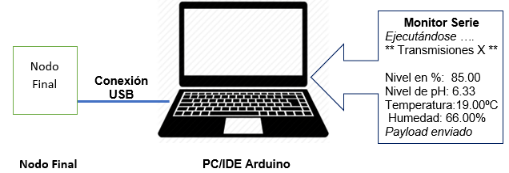 Nodo
Final
Conexión
USB
Monitor Serie
Ejecutándose ….
** Transmisiones X **
Nivel en %: 85.00
Nivel de pH: 6.33
Temperatura:19.00ºC
Humedad: 66.00%
Payload enviado
Nodo Final
PC/IDE Arduino